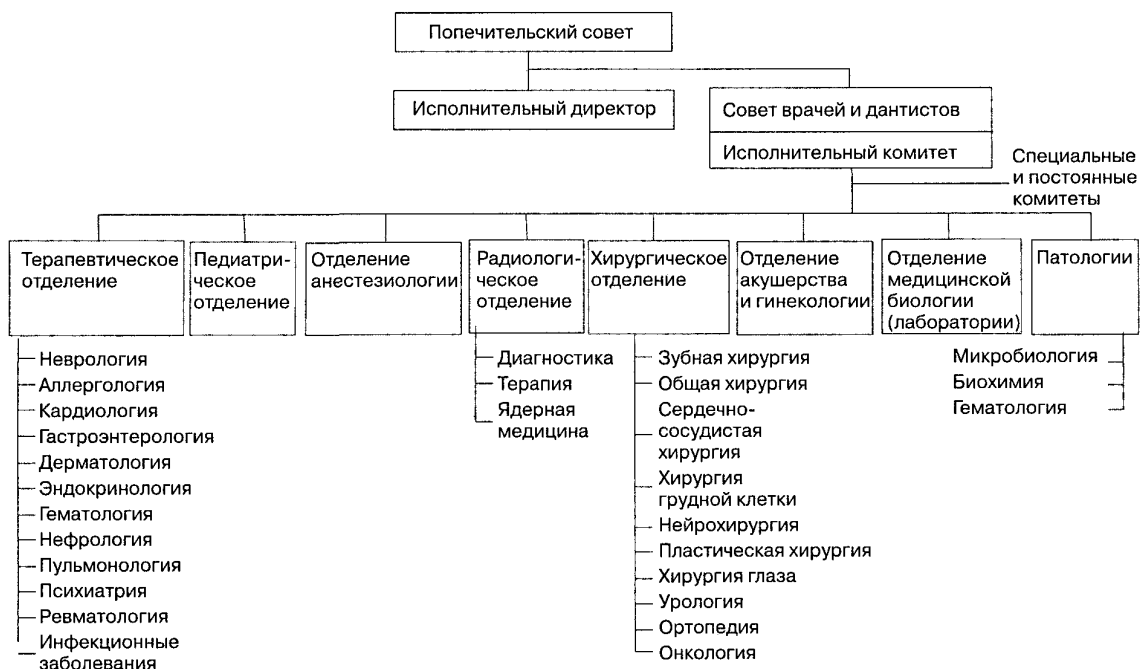 Попечительский совет
Исполнительный директор
Совет врачей и дантистов
Исполнительный комитет
Специальные
и постоянные
комитеты
Терапевтическое
отделение
Педиатри-
ческое
отделение
Отделение
анестезиологии
Радиологи-
ческое
отделение
Хирургическое
отделение
Отделение
акушерства
и гинекологии
Отделение
медицинской
биологии
(лаборатории)
Патологии
Неврология
Аллергология
Кардиология
Гастроэнтерология
Дерматология
Эндокринология
Гематология
Нефрология
Пульмонология
Психиатрия
Ревматология
Инфекционные
заболевания
Диагностика
Терапия
Ядерная
медицина
Зубная хирургия
Общая хирургия
Сердечно-
сосудистая
хирургия
Хирургия
грудной клетки
Нейрохирургия
Пластическая хирургия
Хирургия глаза
Урология
Ортопедия
Онкология
Микробиология
Биохимия
Гематология